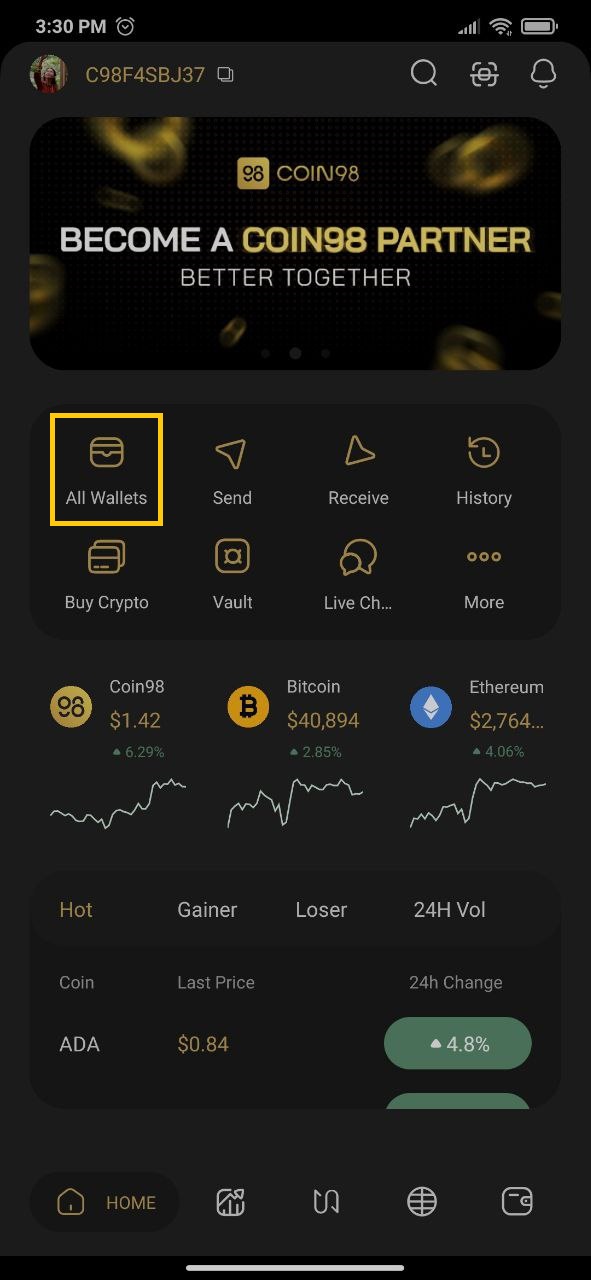 3:30 PM
C98F4SBJ37
98 COIN98
BECOME A COIN98 PARTNER
BETTER TOGETHER
All Wallets Send Receive History
Buy Crypto Vault Live Ch... More
Coin98 Bitcoin Ethereum
$1.42 $40,894 $2,764...
6.29% 2.85% 4.06%
Hot Gainer Loser 24H Vol
Coin Last Price 24h Change
ADA $0.84 4.8%
HOME